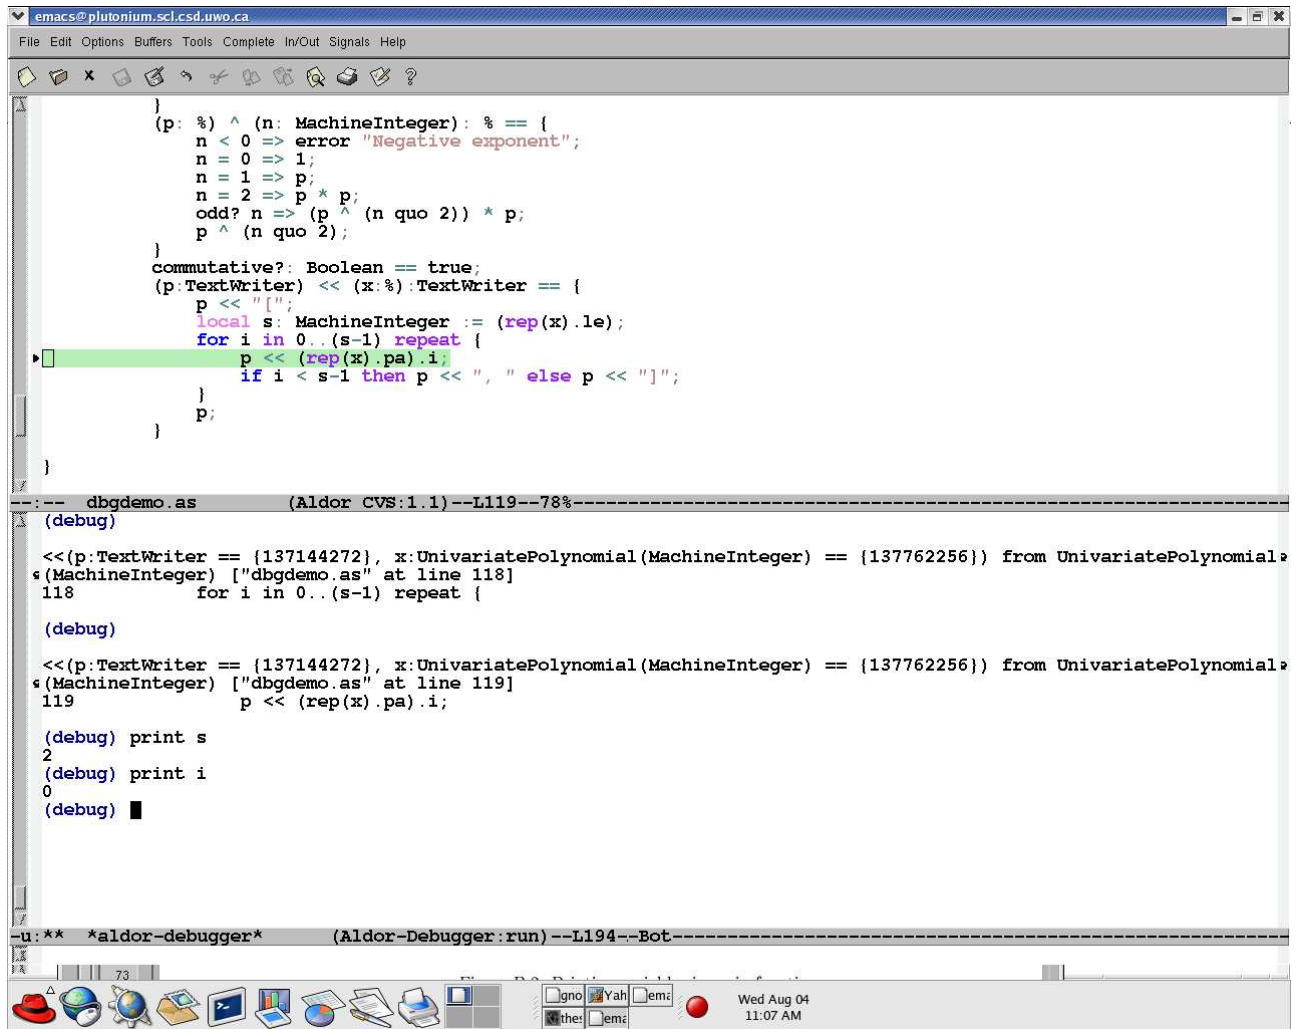 emacs@plutonium.scl.csd.uwo.ca
File Edit Options Buffers Tools Complete In/Out Signals Help
}
(p: %) ^ (n: MachineInteger): % == {
n < 0 => error "Negative exponent";
n = 0 => 1;
n = 1 => p;
n = 2 => p * p;
odd? n => (p ^ (n quo 2)) * p;
p ^ (n quo 2);
}
commutative?: Boolean == true;
(p:TextWriter) << (x:%):TextWriter == {
p << "[";
local s: MachineInteger := (rep(x).le);
for i in 0..(s-1) repeat {
p << (rep(x).pa).i;
if i < s-1 then p << ", " else p << "]";
}
p;
}
}
--:-- dbgdemo.as (Aldor CVS:1.1)--L119--78%--
(debug)
<<(p:TextWriter == {137144272}, x:UnivariatePolynomial(MachineInteger) == {137762256}) from UnivariatePolynomial
(MachineInteger) ["dbgdemo.as" at line 118]
118 for i in 0..(s-1) repeat {
(debug)
<<(p:TextWriter == {137144272}, x:UnivariatePolynomial(MachineInteger) == {137762256}) from UnivariatePolynomial
(MachineInteger) ["dbgdemo.as" at line 119]
119 p << (rep(x).pa).i;
(debug) print s
2
(debug) print i
0
(debug)
-u:** *aldor-debugger* (Aldor-Debugger:run)--L194--Bot--
73
gno Yah ema
thes ema
Wed Aug 04
11:07 AM